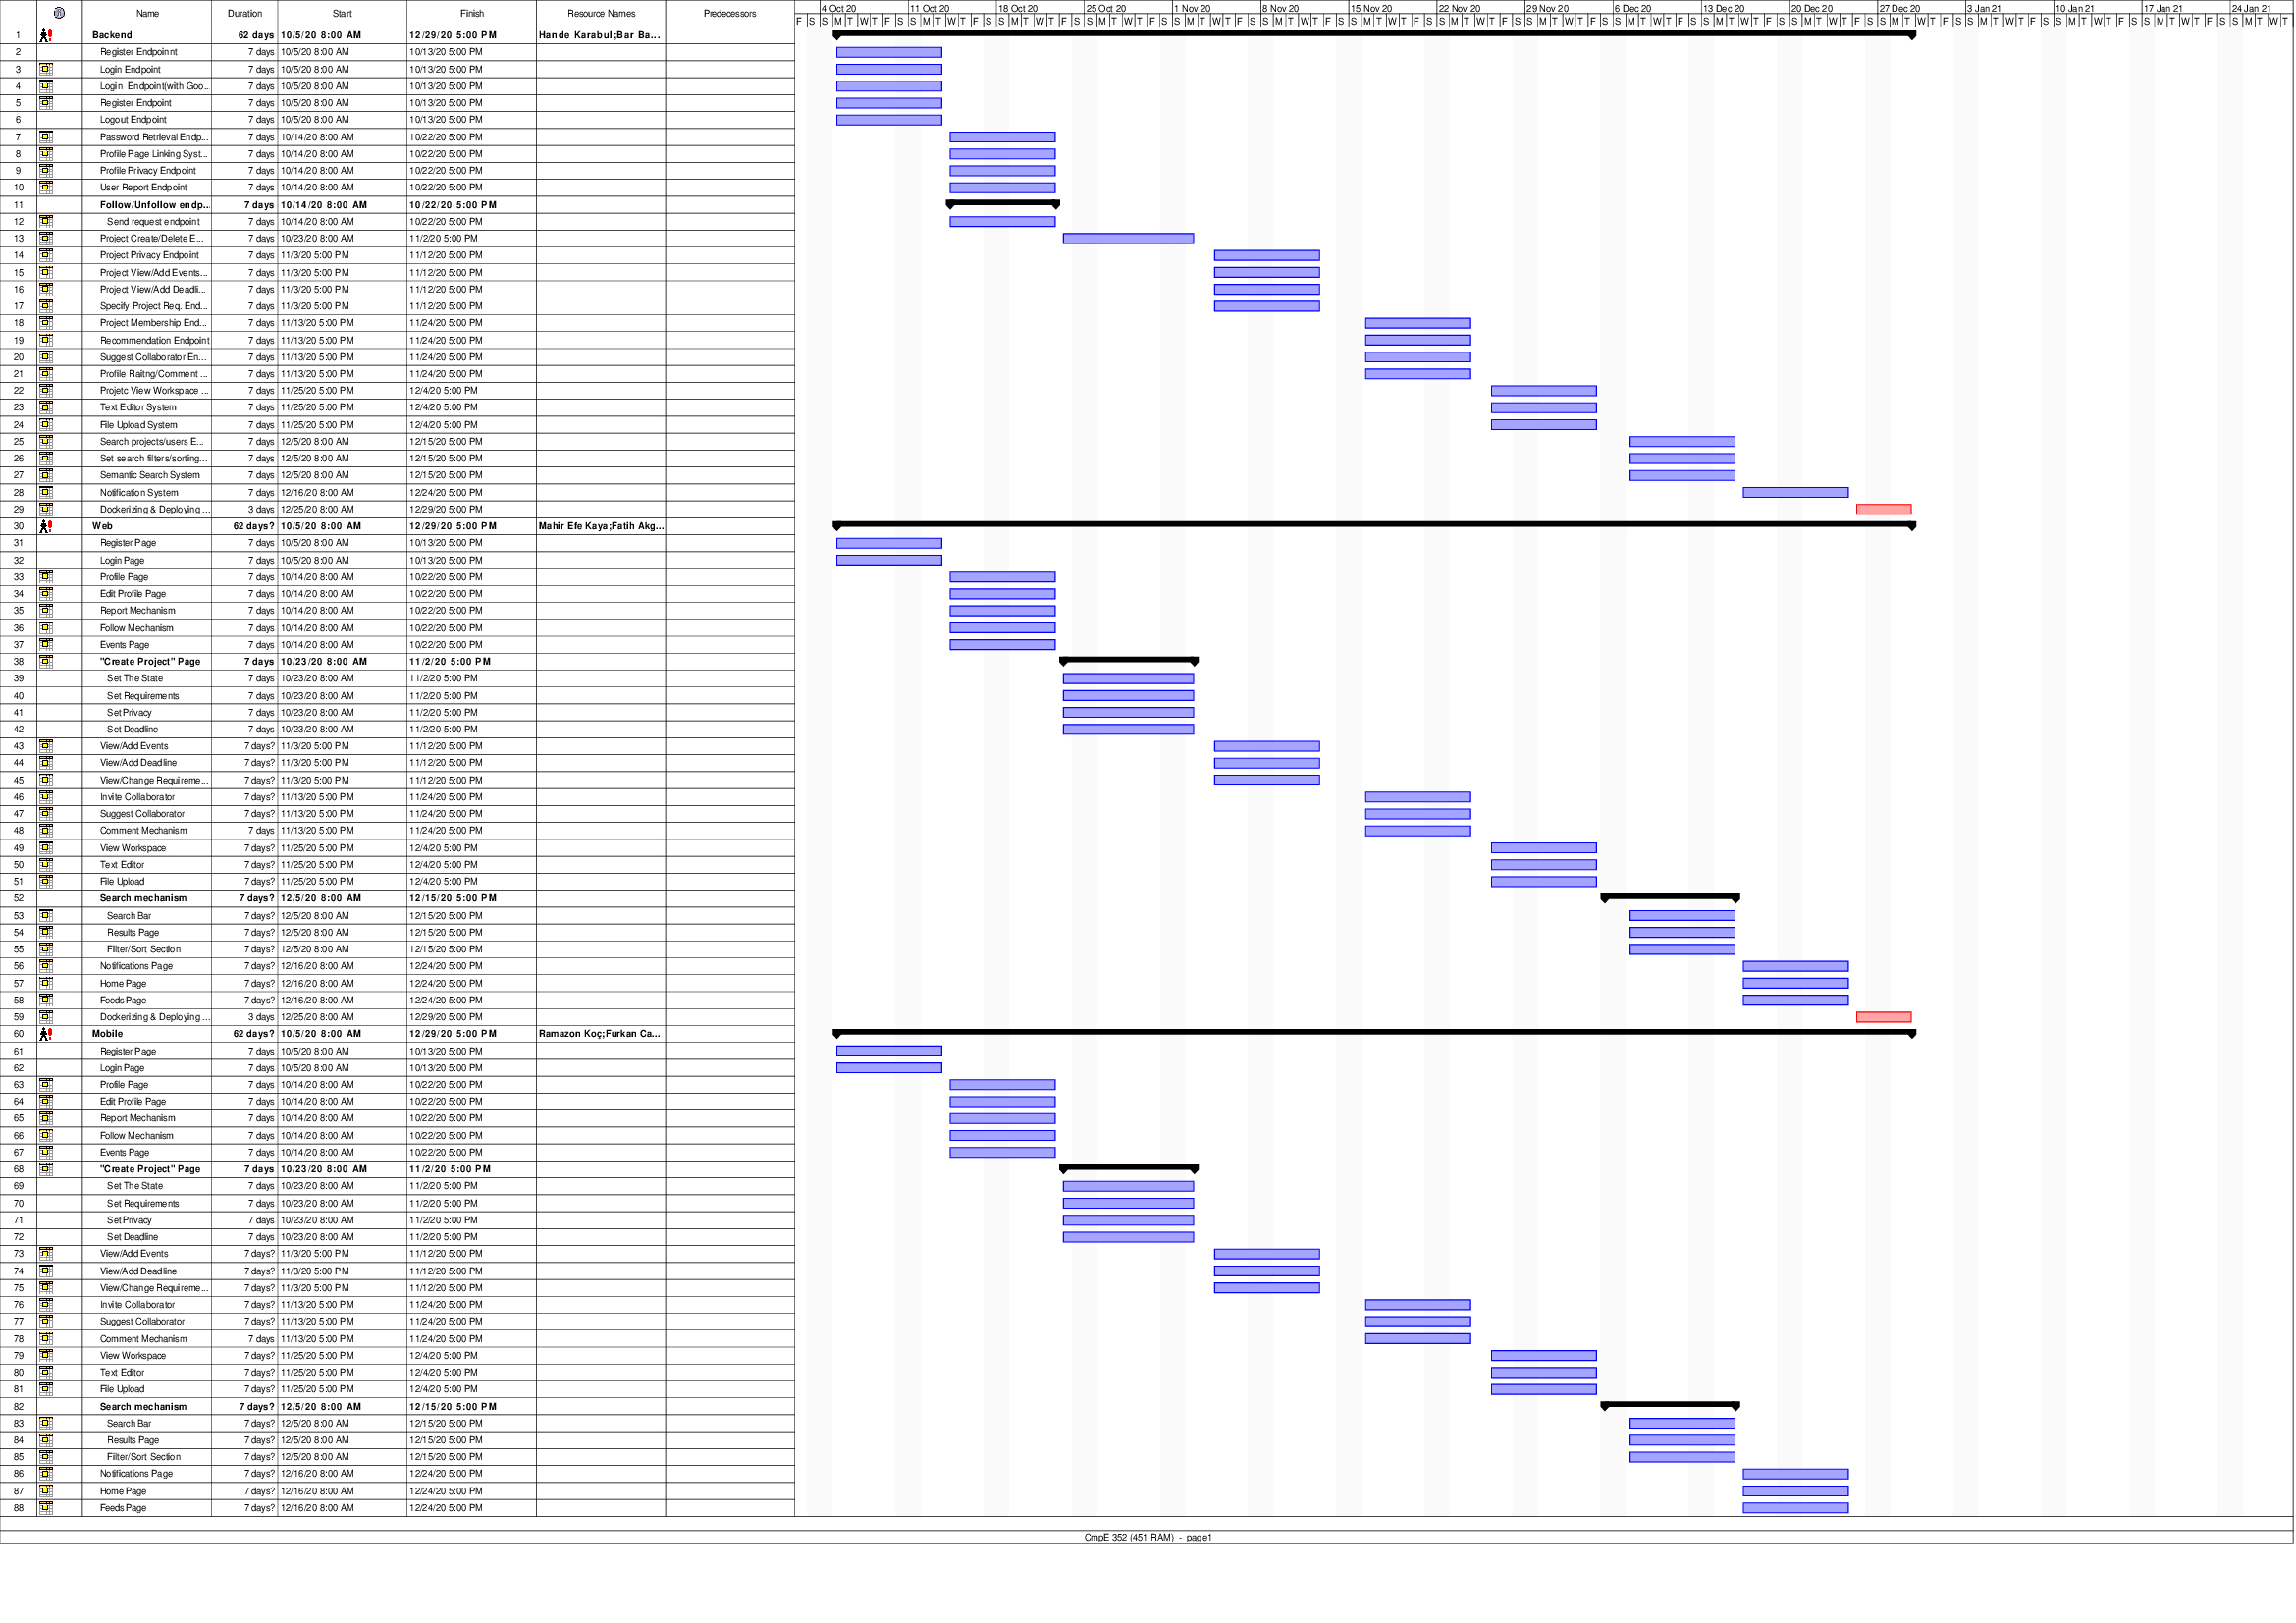 Name Duration Start Finish Resource Names Predecessors
4 Oct 20 11 Oct 20 18 Oct 20 25 Oct 20 1 Nov 20 8 Nov 20 15 Nov 20 22 Nov 20 29 Nov 20 6 Dec 20 13 Dec 20 20 Dec 20 27 Dec 20 3 Jan 21 10 Jan 21 17 Jan 21 24 Jan 21
F S S M T W T F S S M T W T F S S M T W T F S S M T W T F S S M T W T F S S M T W T F S S M T W T F S S M T W T F S S M T W T F S S M T W T F S S M T W T F S S M T W T F S S M T W T F S S M T W T F S S M T W T F S S M T W T F S S M T W T
1 Backend 62 days 10/5/20 8:00 AM 12/29/20 5:00 PM Hande Karabul;Bar Ba...
2 Register Endpoinnt 7 days 10/5/20 8:00 AM 10/13/20 5:00 PM
3 Login Endpoint 7 days 10/5/20 8:00 AM 10/13/20 5:00 PM
4 Login Endpoint(with Goo... 7 days 10/5/20 8:00 AM 10/13/20 5:00 PM
5 Register Endpoint 7 days 10/5/20 8:00 AM 10/13/20 5:00 PM
6 Logout Endpoint 7 days 10/5/20 8:00 AM 10/13/20 5:00 PM
7 Password Retrieval Endp... 7 days 10/14/20 8:00 AM 10/22/20 5:00 PM
8 Profile Page Linking Syst... 7 days 10/14/20 8:00 AM 10/22/20 5:00 PM
9 Profile Privacy Endpoint 7 days 10/14/20 8:00 AM 10/22/20 5:00 PM
10 User Report Endpoint 7 days 10/14/20 8:00 AM 10/22/20 5:00 PM
11 Follow/Unfollow endp... 7 days 10/14/20 8:00 AM 10/22/20 5:00 PM
12 Send request endpoint 7 days 10/14/20 8:00 AM 10/22/20 5:00 PM
13 Project Create/Delete E... 7 days 10/23/20 8:00 AM 11/2/20 5:00 PM
14 Project Privacy Endpoint 7 days 11/3/20 5:00 PM 11/12/20 5:00 PM
15 Project View/Add Events... 7 days 11/3/20 5:00 PM 11/12/20 5:00 PM
16 Project View/Add Deadli... 7 days 11/3/20 5:00 PM 11/12/20 5:00 PM
17 Specify Project Req. End... 7 days 11/3/20 5:00 PM 11/12/20 5:00 PM
18 Project Membership End... 7 days 11/13/20 5:00 PM 11/24/20 5:00 PM
19 Recommendation Endpoint 7 days 11/13/20 5:00 PM 11/24/20 5:00 PM
20 Suggest Collaborator En... 7 days 11/13/20 5:00 PM 11/24/20 5:00 PM
21 Profile Raitng/Comment ... 7 days 11/13/20 5:00 PM 11/24/20 5:00 PM
22 Projetc View Workspace ... 7 days 11/25/20 5:00 PM 12/4/20 5:00 PM
23 Text Editor System 7 days 11/25/20 5:00 PM 12/4/20 5:00 PM
24 File Upload System 7 days 11/25/20 5:00 PM 12/4/20 5:00 PM
25 Search projects/users E... 7 days 12/5/20 8:00 AM 12/15/20 5:00 PM
26 Set search filters/sorting... 7 days 12/5/20 8:00 AM 12/15/20 5:00 PM
27 Semantic Search System 7 days 12/5/20 8:00 AM 12/15/20 5:00 PM
28 Notification System 7 days 12/16/20 8:00 AM 12/24/20 5:00 PM
29 Dockerizing & Deploying ... 3 days 12/25/20 8:00 AM 12/29/20 5:00 PM
30 Web 62 days? 10/5/20 8:00 AM 12/29/20 5:00 PM Mahir Efe Kaya;Fatih Akg...
31 Register Page 7 days 10/5/20 8:00 AM 10/13/20 5:00 PM
32 Login Page 7 days 10/5/20 8:00 AM 10/13/20 5:00 PM
33 Profile Page 7 days 10/14/20 8:00 AM 10/22/20 5:00 PM
34 Edit Profile Page 7 days 10/14/20 8:00 AM 10/22/20 5:00 PM
35 Report Mechanism 7 days 10/14/20 8:00 AM 10/22/20 5:00 PM
36 Follow Mechanism 7 days 10/14/20 8:00 AM 10/22/20 5:00 PM
37 Events Page 7 days 10/14/20 8:00 AM 10/22/20 5:00 PM
38 "Create Project" Page 7 days 10/23/20 8:00 AM 11/2/20 5:00 PM
39 Set The State 7 days 10/23/20 8:00 AM 11/2/20 5:00 PM
40 Set Requirements 7 days 10/23/20 8:00 AM 11/2/20 5:00 PM
41 Set Privacy 7 days 10/23/20 8:00 AM 11/2/20 5:00 PM
42 Set Deadline 7 days 10/23/20 8:00 AM 11/2/20 5:00 PM
43 View/Add Events 7 days? 11/3/20 5:00 PM 11/12/20 5:00 PM
44 View/Add Deadline 7 days? 11/3/20 5:00 PM 11/12/20 5:00 PM
45 View/Change Requireme... 7 days? 11/3/20 5:00 PM 11/12/20 5:00 PM
46 Invite Collaborator 7 days? 11/13/20 5:00 PM 11/24/20 5:00 PM
47 Suggest Collaborator 7 days? 11/13/20 5:00 PM 11/24/20 5:00 PM
48 Comment Mechanism 7 days 11/13/20 5:00 PM 11/24/20 5:00 PM
49 View Workspace 7 days? 11/25/20 5:00 PM 12/4/20 5:00 PM
50 Text Editor 7 days? 11/25/20 5:00 PM 12/4/20 5:00 PM
51 File Upload 7 days? 11/25/20 5:00 PM 12/4/20 5:00 PM
52 Search mechanism 7 days? 12/5/20 8:00 AM 12/15/20 5:00 PM
53 Search Bar 7 days? 12/5/20 8:00 AM 12/15/20 5:00 PM
54 Results Page 7 days? 12/5/20 8:00 AM 12/15/20 5:00 PM
55 Filter/Sort Section 7 days? 12/5/20 8:00 AM 12/15/20 5:00 PM
56 Notifications Page 7 days? 12/16/20 8:00 AM 12/24/20 5:00 PM
57 Home Page 7 days? 12/16/20 8:00 AM 12/24/20 5:00 PM
58 Feeds Page 7 days? 12/16/20 8:00 AM 12/24/20 5:00 PM
59 Dockerizing & Deploying ... 3 days 12/25/20 8:00 AM 12/29/20 5:00 PM
60 Mobile 62 days? 10/5/20 8:00 AM 12/29/20 5:00 PM Ramazon Koç;Furkan Ca...
61 Register Page 7 days 10/5/20 8:00 AM 10/13/20 5:00 PM
62 Login Page 7 days 10/5/20 8:00 AM 10/13/20 5:00 PM
63 Profile Page 7 days 10/14/20 8:00 AM 10/22/20 5:00 PM
64 Edit Profile Page 7 days 10/14/20 8:00 AM 10/22/20 5:00 PM
65 Report Mechanism 7 days 10/14/20 8:00 AM 10/22/20 5:00 PM
66 Follow Mechanism 7 days 10/14/20 8:00 AM 10/22/20 5:00 PM
67 Events Page 7 days 10/14/20 8:00 AM 10/22/20 5:00 PM
68 "Create Project" Page 7 days 10/23/20 8:00 AM 11/2/20 5:00 PM
69 Set The State 7 days 10/23/20 8:00 AM 11/2/20 5:00 PM
70 Set Requirements 7 days 10/23/20 8:00 AM 11/2/20 5:00 PM
71 Set Privacy 7 days 10/23/20 8:00 AM 11/2/20 5:00 PM
72 Set Deadline 7 days 10/23/20 8:00 AM 11/2/20 5:00 PM
73 View/Add Events 7 days? 11/3/20 5:00 PM 11/12/20 5:00 PM
74 View/Add Deadline 7 days? 11/3/20 5:00 PM 11/12/20 5:00 PM
75 View/Change Requireme... 7 days? 11/3/20 5:00 PM 11/12/20 5:00 PM
76 Invite Collaborator 7 days? 11/13/20 5:00 PM 11/24/20 5:00 PM
77 Suggest Collaborator 7 days? 11/13/20 5:00 PM 11/24/20 5:00 PM
78 Comment Mechanism 7 days 11/13/20 5:00 PM 11/24/20 5:00 PM
79 View Workspace 7 days? 11/25/20 5:00 PM 12/4/20 5:00 PM
80 Text Editor 7 days? 11/25/20 5:00 PM 12/4/20 5:00 PM
81 File Upload 7 days? 11/25/20 5:00 PM 12/4/20 5:00 PM
82 Search mechanism 7 days? 12/5/20 8:00 AM 12/15/20 5:00 PM
83 Search Bar 7 days? 12/5/20 8:00 AM 12/15/20 5:00 PM
84 Results Page 7 days? 12/5/20 8:00 AM 12/15/20 5:00 PM
85 Filter/Sort Section 7 days? 12/5/20 8:00 AM 12/15/20 5:00 PM
86 Notifications Page 7 days? 12/16/20 8:00 AM 12/24/20 5:00 PM
87 Home Page 7 days? 12/16/20 8:00 AM 12/24/20 5:00 PM
88 Feeds Page 7 days? 12/16/20 8:00 AM 12/24/20 5:00 PM
CmpE 352 (451 RAM) - page1